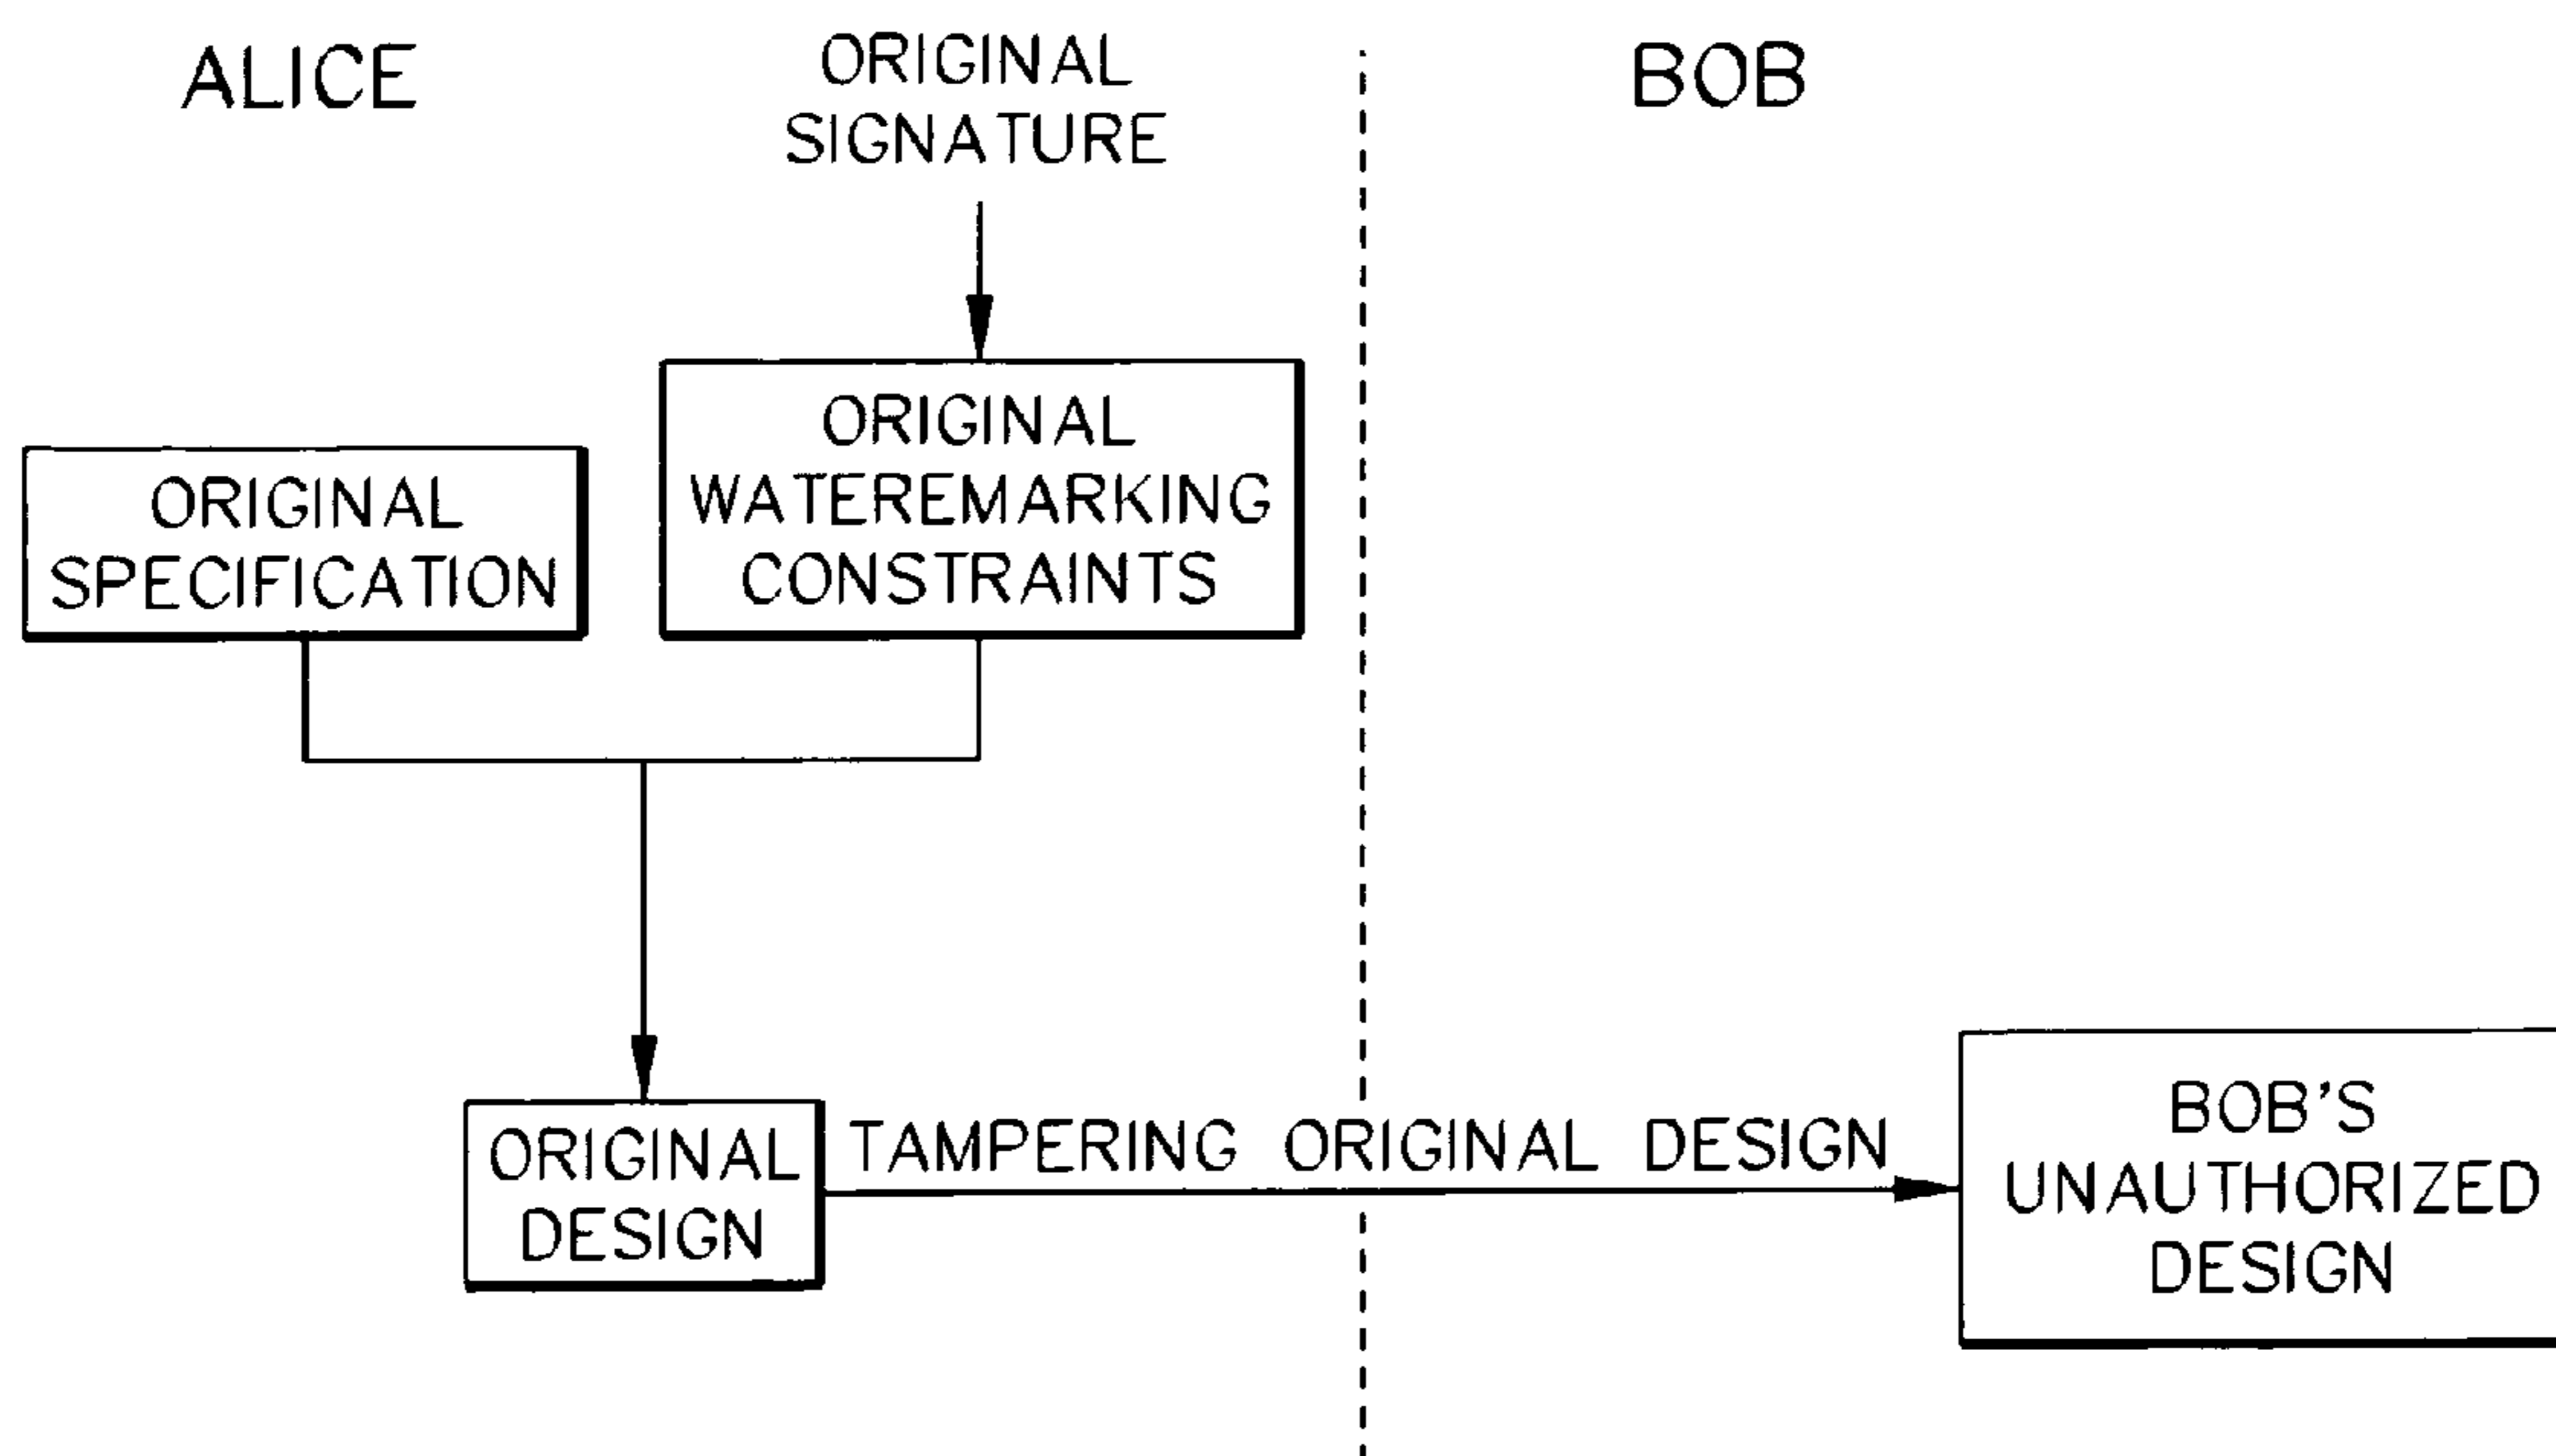 ALICE
ORIGINAL
SIGNATURE
BOB
ORIGINAL
WATEREMARKING
CONSTRAINTS
ORIGINAL
SPECIFICATION
ORIGINAL
DESIGN
TAMPERING ORIGINAL DESIGN
BOB'S
UNAUTHORIZED
DESIGN